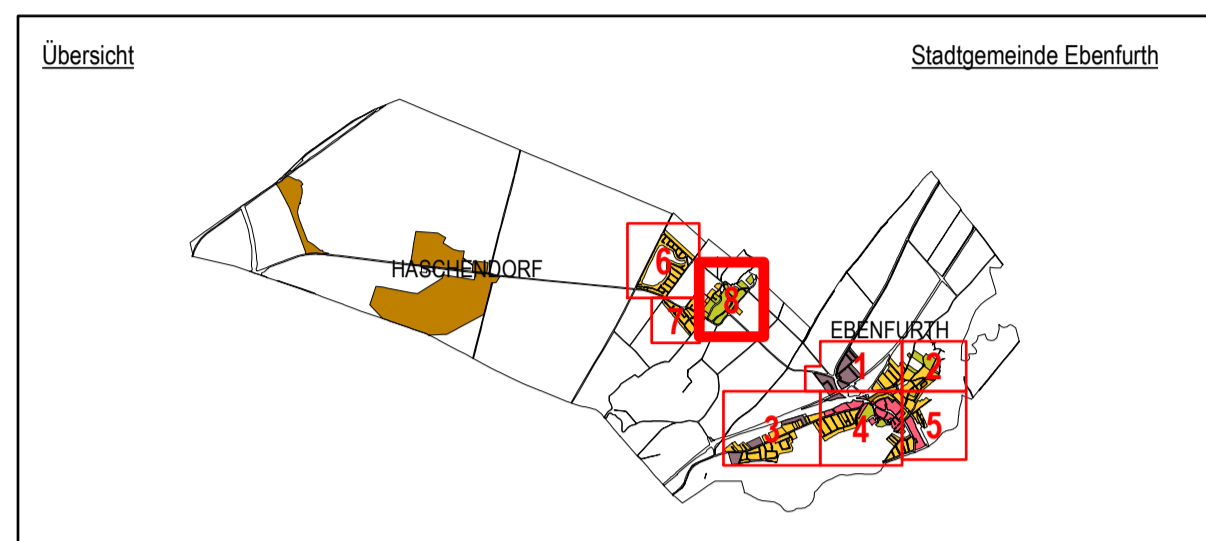 Übersicht
Stadtgemeinde Ebenfurth
6
HASCHENDORF
8
7
EBENFURTH
1
2
3
4
5